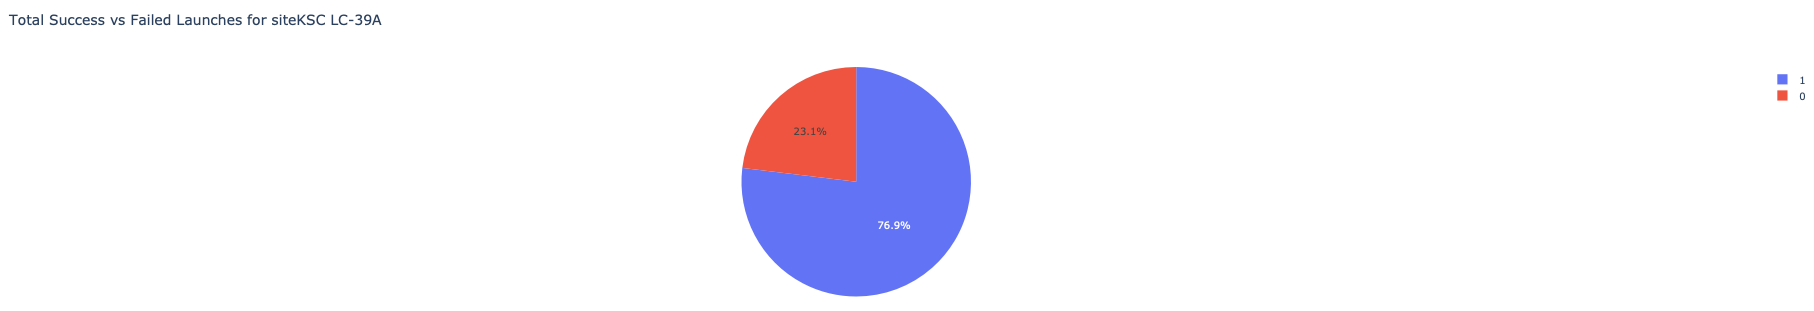 Total Success vs Failed Launches for siteKSC LC-39A
1
0
23.1%
76.9%